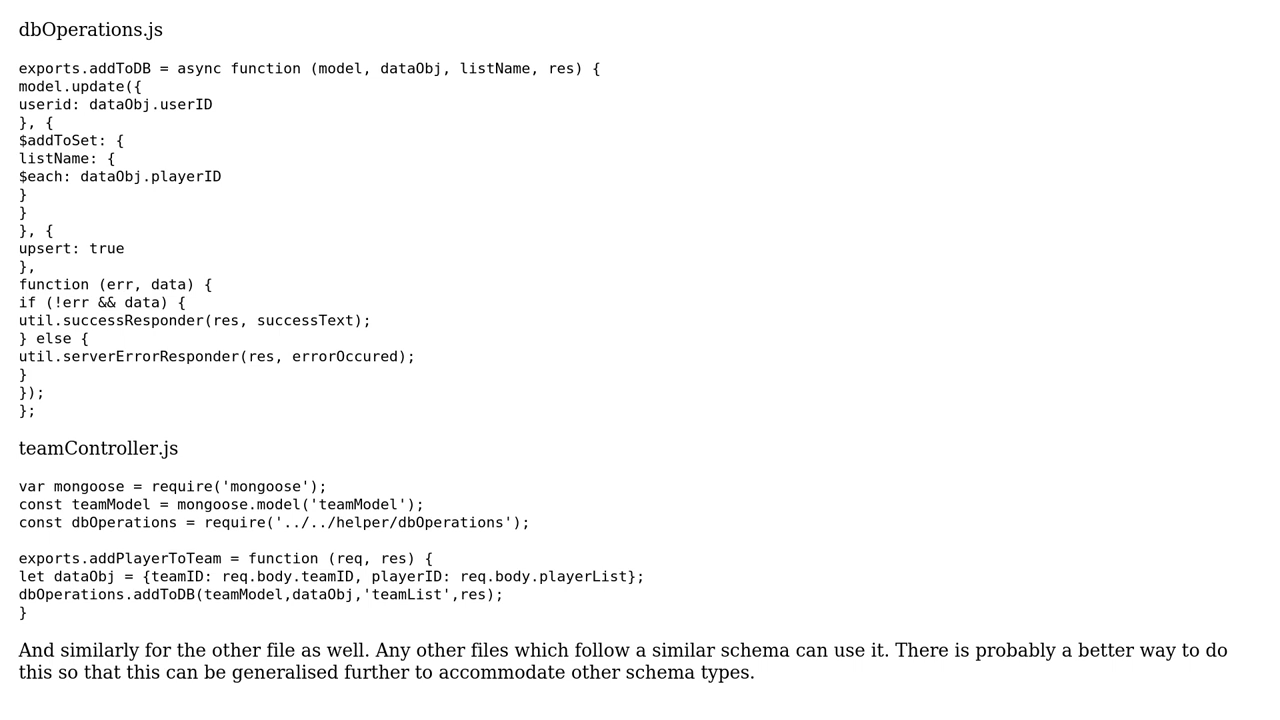 dbOperations.js
exports.addToDB = async function (model, dataObj, listName, res) {
model.update({
userid: dataObj.userID
}, {
$addToSet: {
listName: {
$each: dataObj.playerID
}
}
}, {
upsert: true
},
function (err, data) {
if (!err && data) {
util.successResponder(res, successText);
} else {
util.serverErrorResponder(res, errorOccured);
}
});
};
teamController.js
var mongoose = require('mongoose');
const teamModel = mongoose.model('teamModel');
const dbOperations = require('../../helper/dbOperations');
exports.addPlayerToTeam = function (req, res) {
let dataObj = {teamID: req.body.teamID, playerID: req.body.playerList};
dbOperations.addToDB(teamModel,dataObj,'teamList',res);
}
And similarly for the other file as well. Any other files which follow a similar schema can use it. There is probably a better way to do
this so that this can be generalised further to accommodate other schema types.